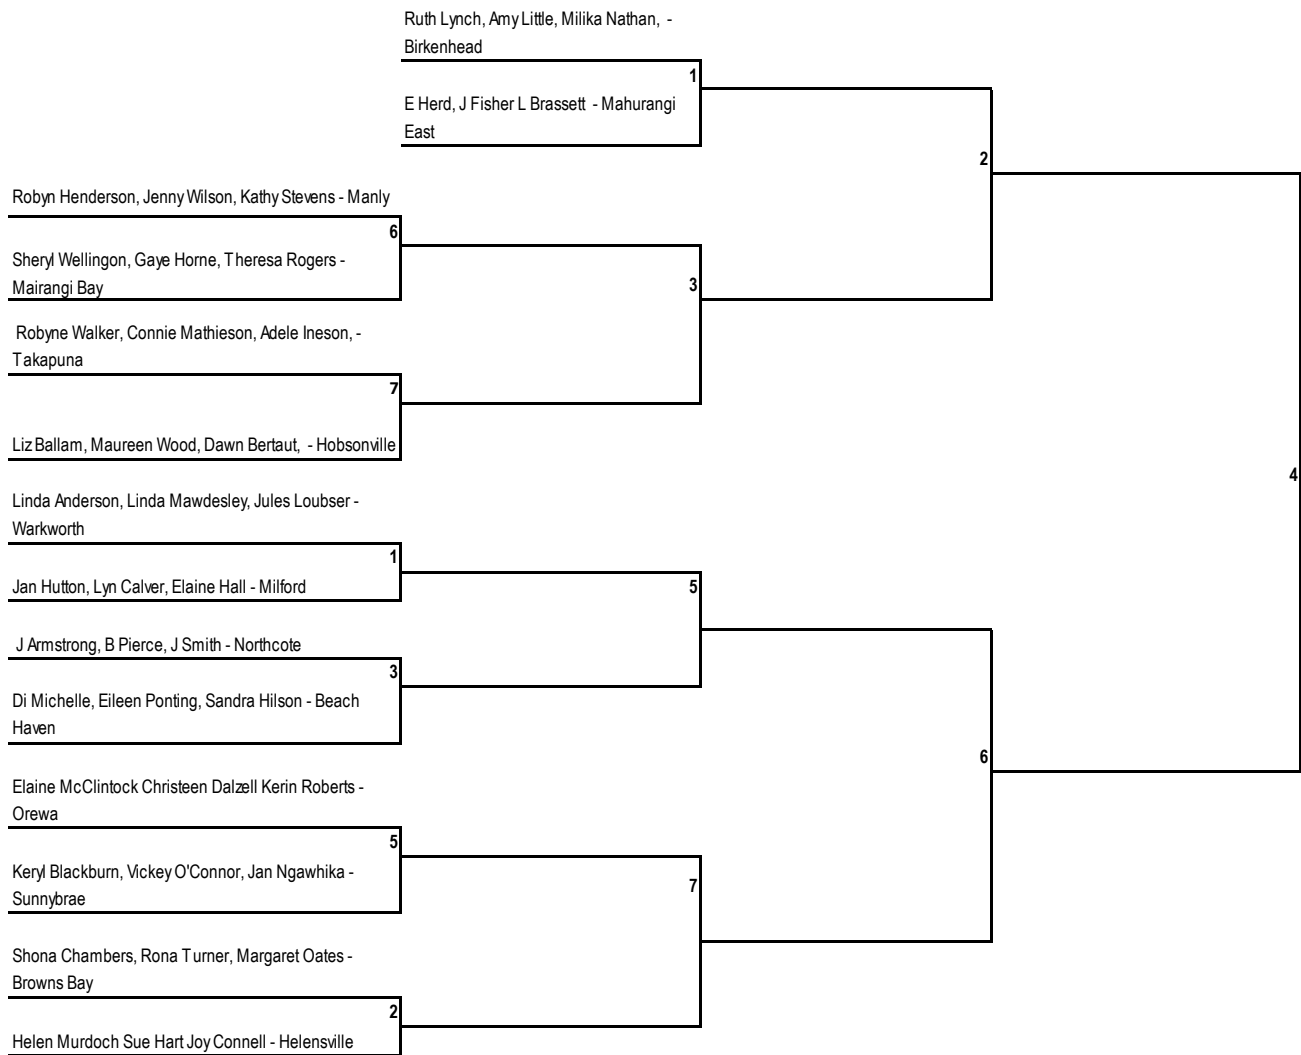 Ruth Lynch, Amy Little, Milika Nathan,  -
Birkenhead
1
E Herd, J Fisher L Brassett  - Mahurangi
East
2
Robyn Henderson, Jenny Wilson, Kathy Stevens - Manly
6
Sheryl Wellingon, Gaye Horne, Theresa Rogers -
Mairangi Bay
3
Robyne Walker, Connie Mathieson, Adele Ineson, -
Takapuna
7
Liz Ballam, Maureen Wood, Dawn Bertaut,  - Hobsonville
4
Linda Anderson, Linda Mawdesley, Jules Loubser -
Warkworth
1
Jan Hutton, Lyn Calver, Elaine Hall - Milford
5
J Armstrong, B Pierce, J Smith - Northcote
3
Di Michelle, Eileen Ponting, Sandra Hilson - Beach
Haven
6
Elaine McClintock Christeen Dalzell Kerin Roberts -
Orewa
5
Keryl Blackburn, Vickey O'Connor, Jan Ngawhika -
Sunnybrae
7
Shona Chambers, Rona Turner, Margaret Oates -
Browns Bay
2
Helen Murdoch Sue Hart Joy Connell - Helensville